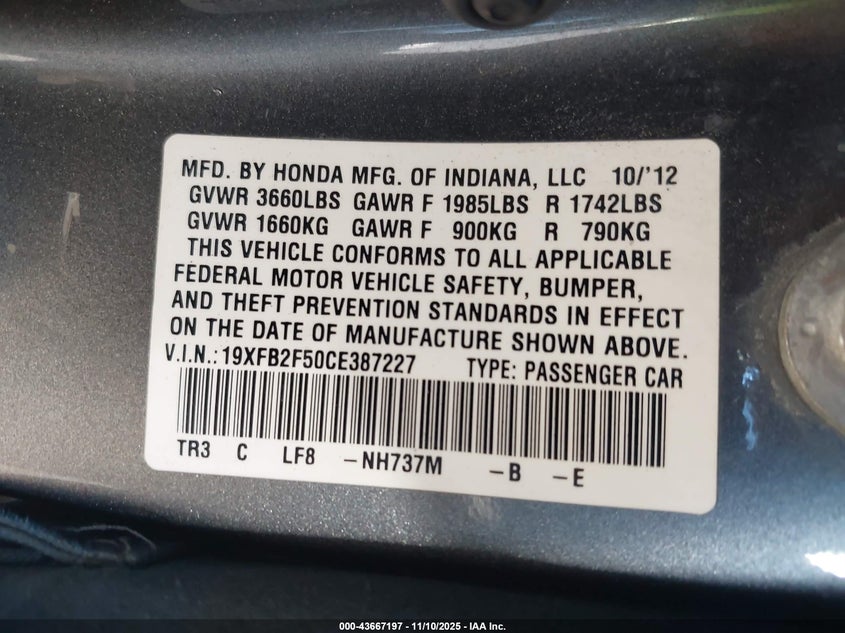 MFD. BY HONDA MFG. OF INDIANA, LLC 10/'12
GVWR 3660LBS GAWR F 1985LBS R 1742LBS
GVWR 1660KG GAWR F 900KG R 790KG
THIS VEHICLE CONFORMS TO ALL APPLICABLE
FEDERAL MOTOR VEHICLE SAFETY, BUMPER,
AND THEFT PREVENTION STANDARDS IN EFFECT
ON THE DATE OF MANUFACTURE SHOWN ABOVE.
V.I.N.: 19XFB2F50CE387227 TYPE: PASSENGER CAR
TR3 C LF8 -NH737M -B -E
000-43667197 - 11/10/2025 - IAA Inc.